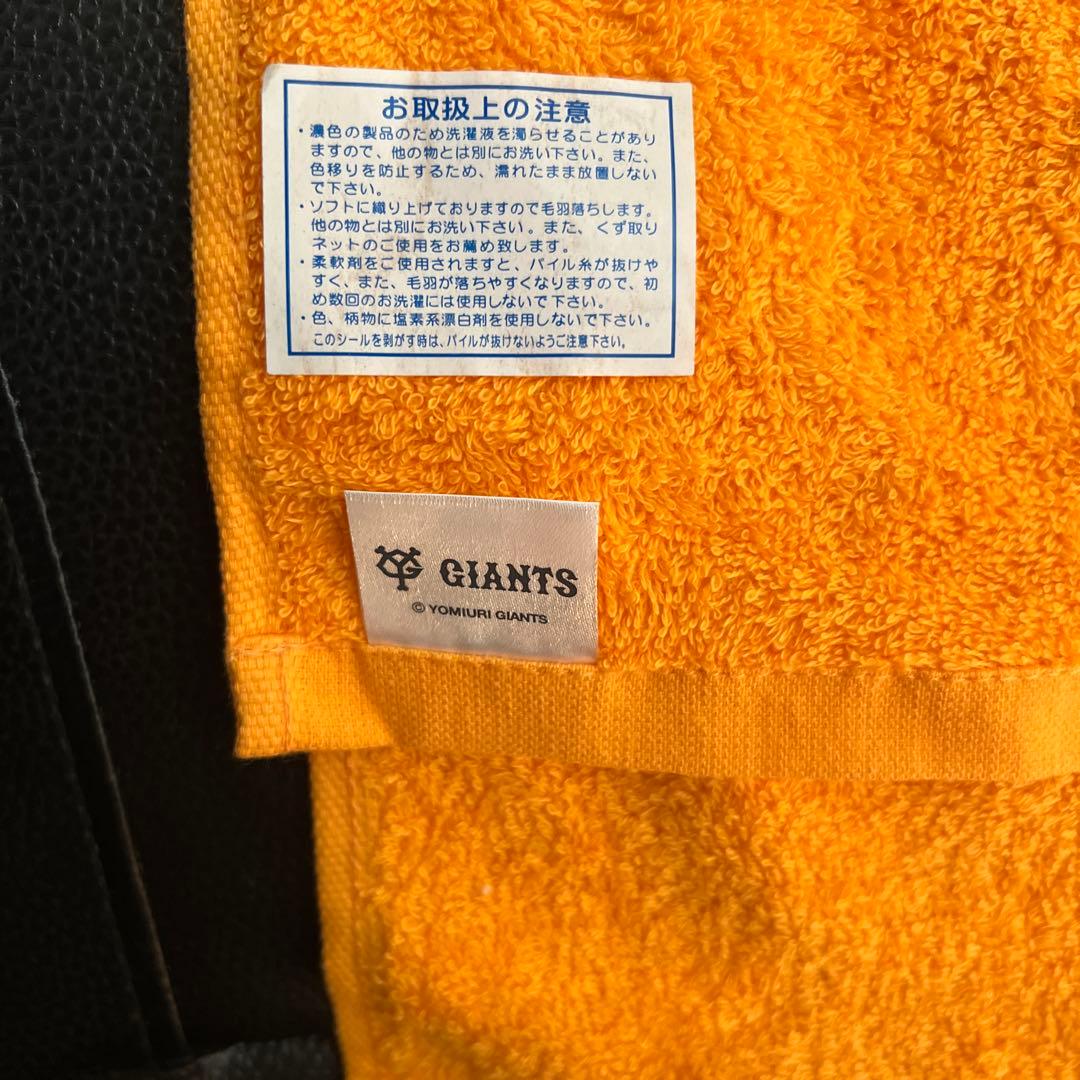 お取扱上の注意
・濃色の製品のため洗濯液を濁らせることがあり
ますので、他の物とは別にお洗い下さい。また、
色移りを防止するため、濡れたまま放置しない
で下さい。
・ソフトに織り上げておりますので毛羽落ちします。
他の物とは別にお洗い下さい。また、くず取り
ネットのご使用をお薦め致します。
・柔軟剤をご使用されますと、パイル糸が抜けや
すく、また、毛羽が落ちやすくなりますので、初
め数回のお洗濯には使用しないで下さい。
・色、柄物に塩素系漂白剤を使用しないで下さい。
このシールを剥がす時は、パイルが抜けないようご注意下さい。
YG GIANTS
© YOMIURI GIANTS